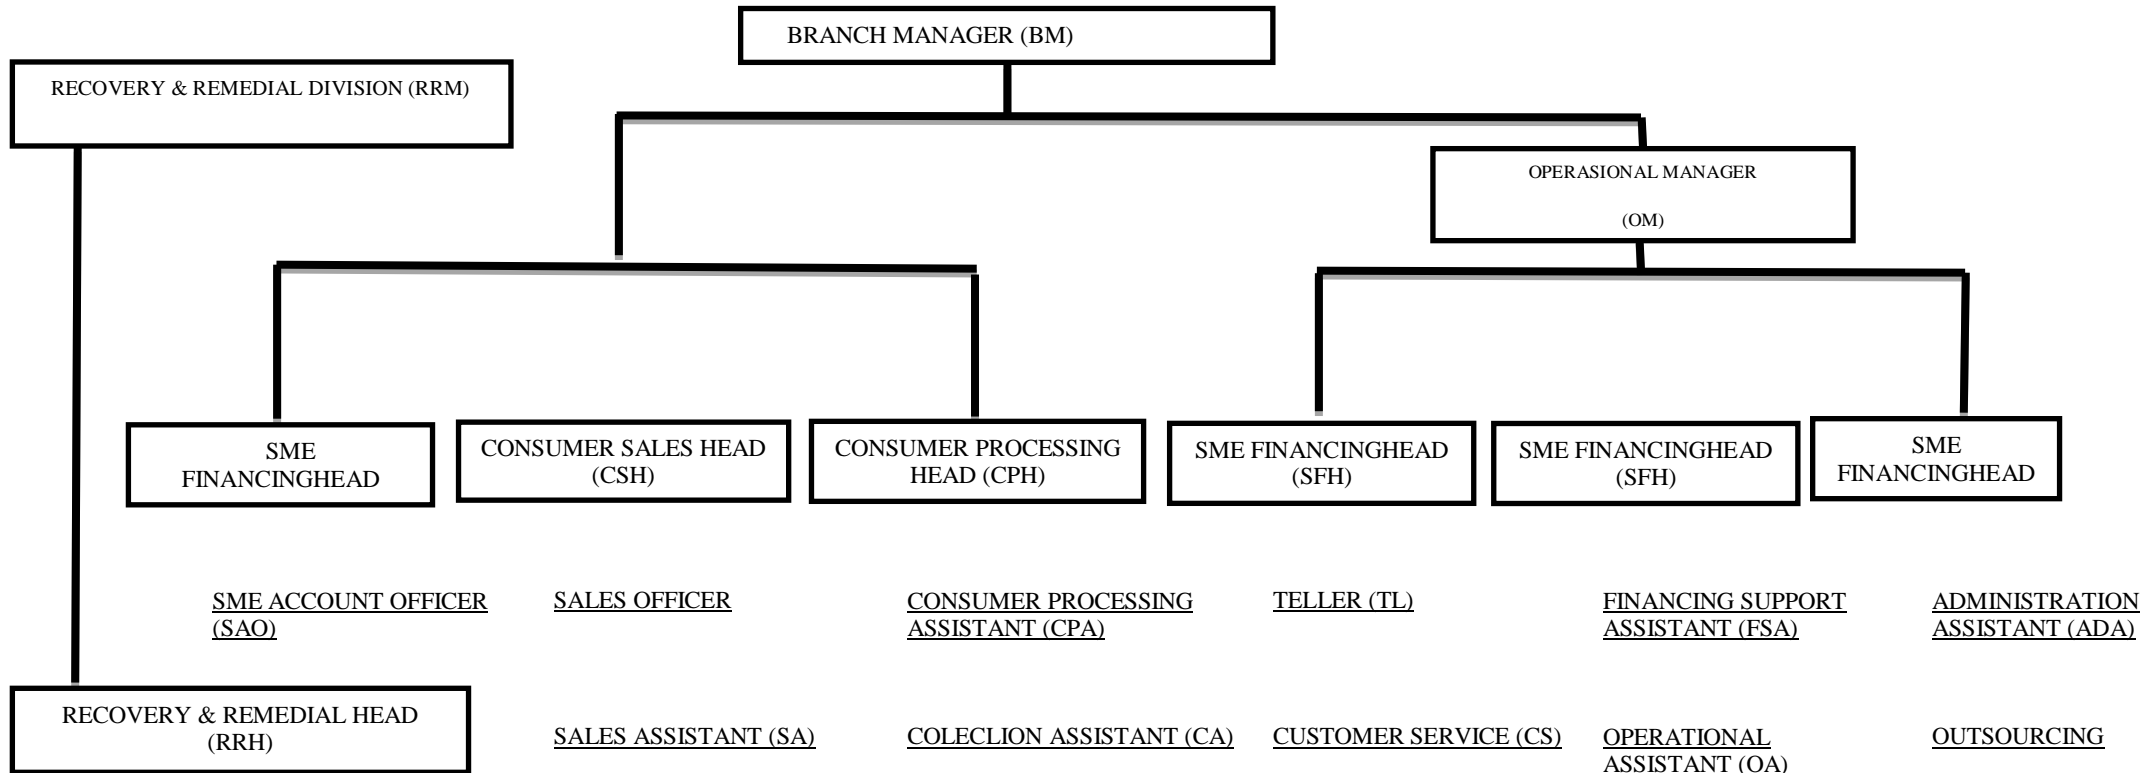 BRANCH MANAGER (BM)
RECOVERY & REMEDIAL DIVISION (RRM)
OPERASIONAL MANAGER
(OM)
SME
FINANCINGHEAD
CONSUMER SALES HEAD
(CSH)
CONSUMER PROCESSING
HEAD (CPH)
SME FINANCINGHEAD
(SFH)
SME FINANCINGHEAD
(SFH)
SME
FINANCINGHEAD
SME ACCOUNT OFFICER
(SAO)
SALES OFFICER
CONSUMER PROCESSING
ASSISTANT (CPA)
TELLER (TL)
FINANCING SUPPORT
ASSISTANT (FSA)
ADMINISTRATION
ASSISTANT (ADA)
RECOVERY & REMEDIAL HEAD
(RRH)
SALES ASSISTANT (SA)
COLECLION ASSISTANT (CA)
CUSTOMER SERVICE (CS)
OPERATIONAL
ASSISTANT (OA)
OUTSOURCING